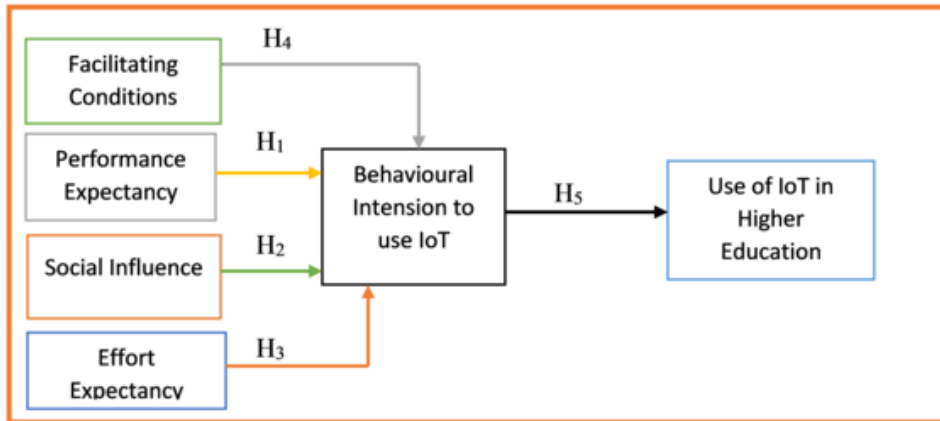 H₄
Facilitating
Conditions
H₁
Performance
Expectancy
Behavioural
Intension to
use IoT
H₅
Use of IoT in
Higher
Education
H₂
Social Influence
H₃
Effort
Expectancy